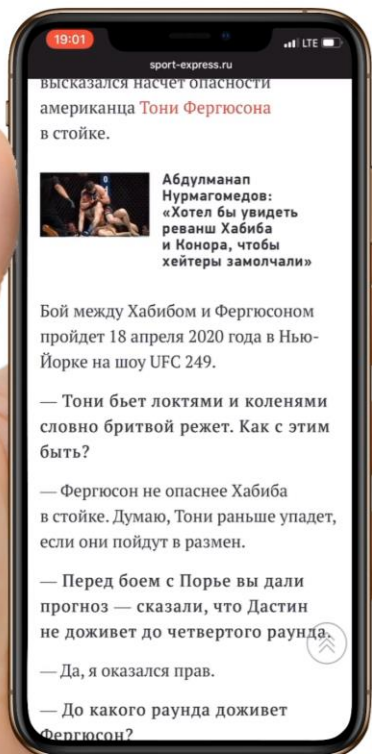 19:01
LTE
sport-express.ru
высказался насчет опасности
американца Тони Фергюсона
в стойке.
Абдулманап
Нурмагомедов:
«Хотел бы увидеть
реванш Хабиба
и Конора, чтобы
хейтеры замолчали»
Бой между Хабибом и Фергюсоном
пройдет 18 апреля 2020 года в Нью-
Йорке на шоу UFC 249.
— Тони бьет локтями и коленями
словно бритвой режет. Как с этим
быть?
— Фергюсон не опаснее Хабиба
в стойке. Думаю, Тони раньше упадет,
если они пойдут в размен.
— Перед боем с Порье вы дали
прогноз — сказали, что Дастин
не доживет до четвертого раунда.
— Да, я оказался прав.
— До какого раунда доживет
Фергюсон?